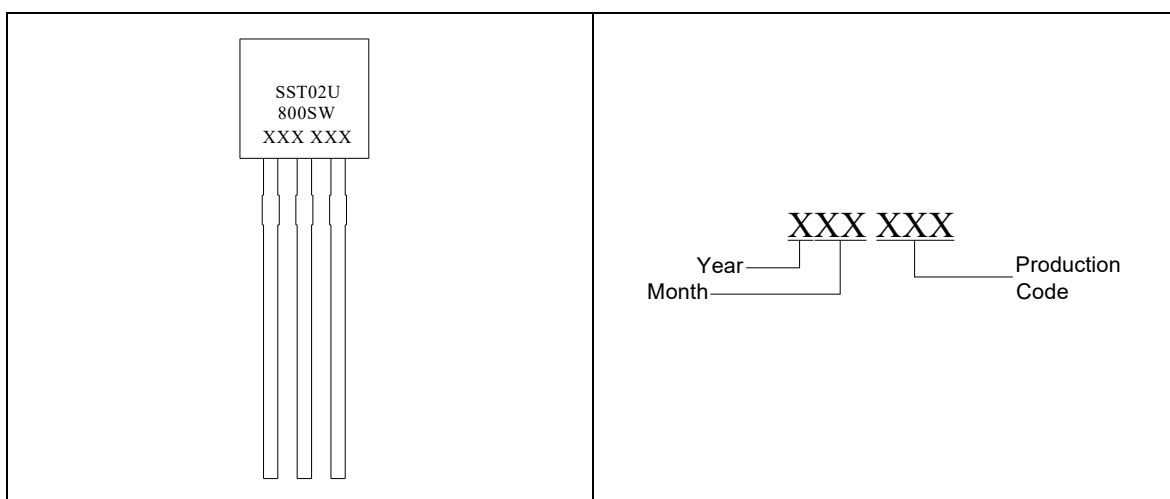 SST02U
800SW
XXX XXX
XXX XXX
Year
Month
Production
Code